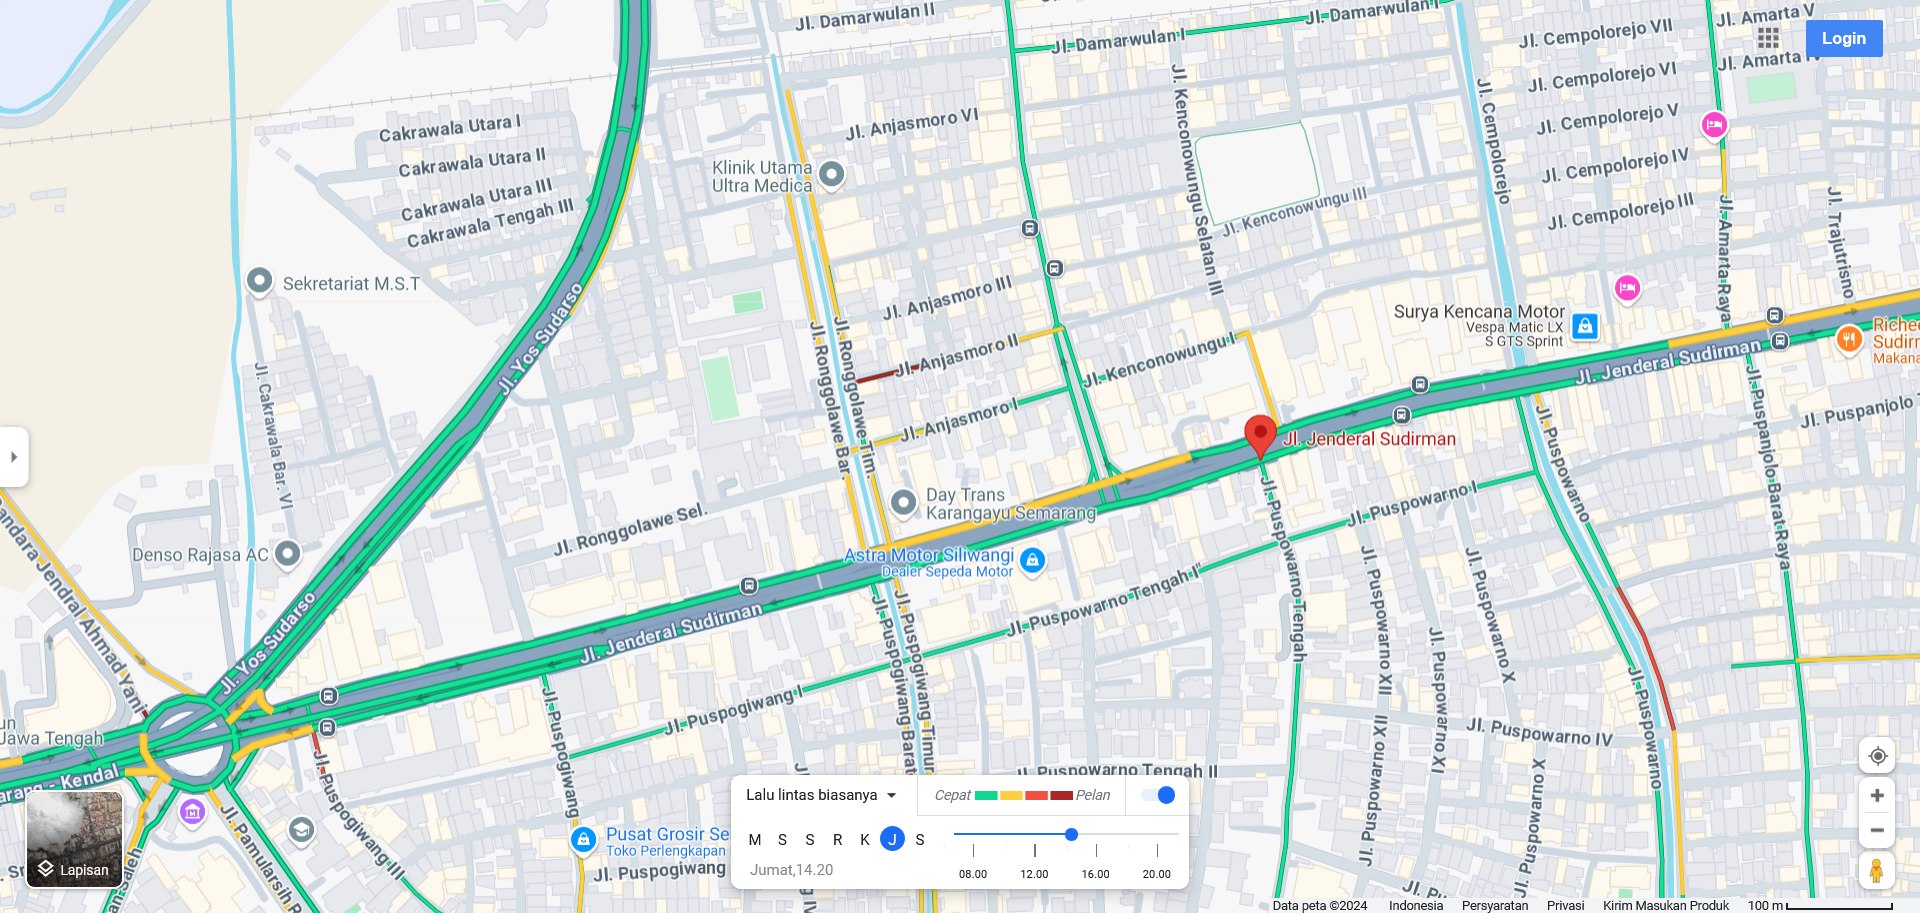 Jl. Damarwulan II
Jl. Damarwulan I
Jl. Damarwulan I
Jl. Amarta V
Jl. Cempolorejo VII
Login
Jl. Amarta IV
Jl. Cempolorejo VI
Jl. Kenconowungu Selatan III
Jl. Cempolorejo
Jl. Cempolorejo V
Cakrawala Utara I
Jl. Anjasmoro VI
Cakrawala Utara II
Klinik Utama
Ultra Medica
Jl. Cempolorejo IV
Cakrawala Utara III
Jl. Kenconowungu III
Jl. Cempolorejo III
Jl. Amarta Raya
Jl. Trajutrisno
Cakrawala Tengah III
Sekretariat M.S.T
Jl. Yos Sudarso
Jl. Anjasmoro III
Surya Kencana Motor
Vespa Matic LX
S GTS Sprint
Jl. Ronggolawe Bar.
Jl. Ronggolawe Tim.
Jl. Anjasmoro II
Jl. Kenconowungu I
Jl. Jenderal Sudirman
Jl. Cakrawala Bar. VI
Jl. Anjasmoro I
Jl. Jenderal Sudirman
Jl. Puspowarno
Jl. Puspanjolo Barat Raya
Jl. Puspanjolo
Makana
Day Trans
Karangayu Semarang
Jl. Ronggolawe Sel.
Jl. Puspowarno I
Jl. Puspowarno Tengah
Denso Rajasa AC
Astra Motor Siliwangi
Dealer Sepeda Motor
Jl. Puspowarno Tengah I
Jl. Puspowarno XII
Jl. Puspowarno X
Jl. Yos Sudarso
Jl. Jenderal Sudirman
Jl. Puspogiwang Barat
Jl. Puspogiwang Timur
Jl. Puspowarno XI
andara Jendral Ahmad Yani
Jl. Puspogiwang I
Jl. Puspogiwang
Jl. Puspowarno IV
Jl. Puspowarno
Jawa Tengah
arang - Kendal
Jl. Puspowarno Tengah II
Jl. Puspowarno XII
Jl. Puspowarno X
Jl. Puspogiwang III
Jl. Pamularsih R
Pusat Grosir Se
Toko Perlengkapan
Jl. Puspogiwang
Lapisan
Lalu lintas biasanya
Cepat
Pelan
M S S R K J S
Jumat,14.20
08.00 12.00 16.00 20.00
Data peta ©2024 Indonesia Persyaratan Privasi Kirim Masukan Produk 100 m